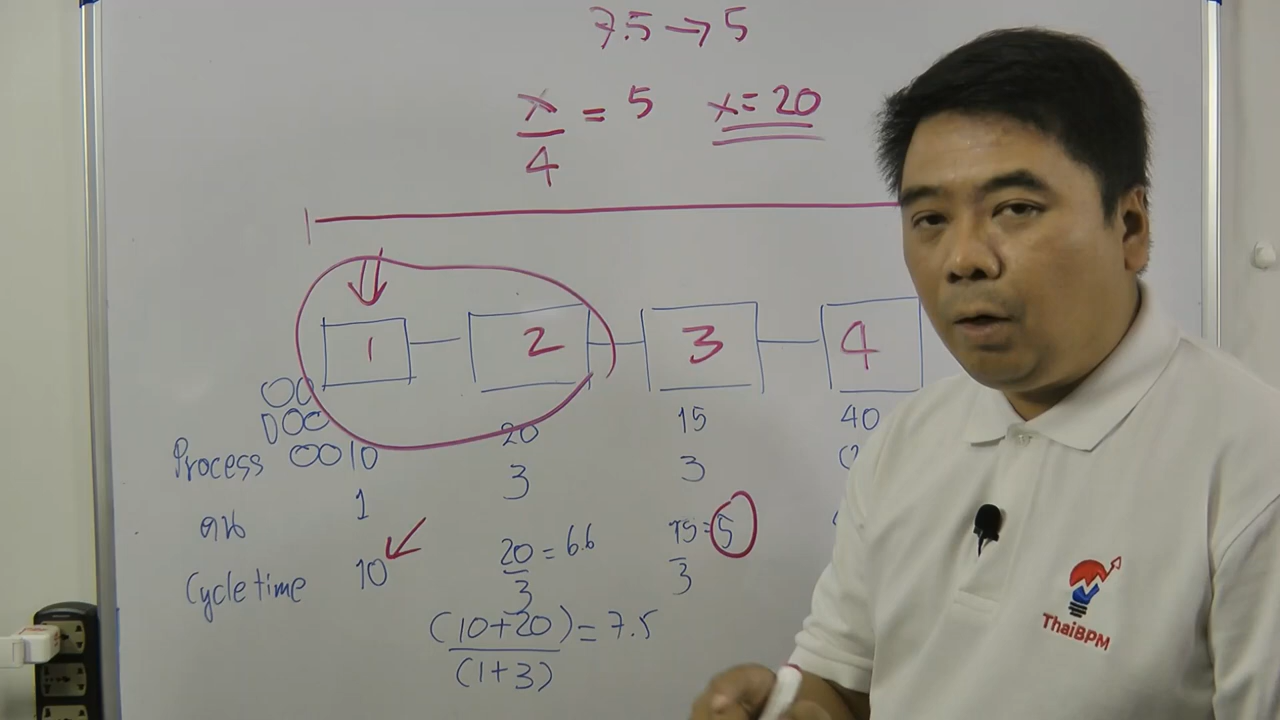 7.5 → 5
x/4 = 5 x = 20
1 2 3 4
20 15 40
Process 10
3 3
คน 1
20/3 = 6.6 15/3 = 5
Cycle time 10
(10+20)/(1+3) = 7.5
ThaiBPM